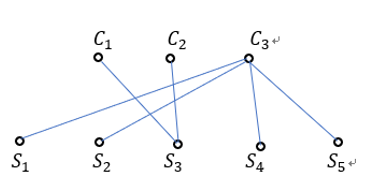 C₁ C₂ C₃↵
S₁ S₂ S₃ S₄ S₅↵